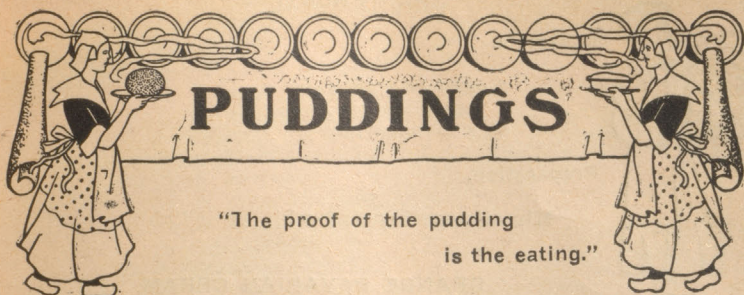 PUDDINGS
“The proof of the pudding
is the eating.”